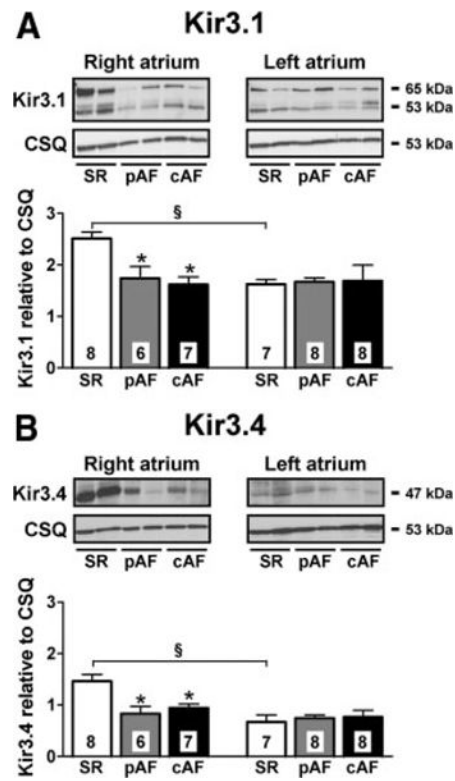 A Kir3.1
Right atrium Left atrium
Kir3.1 65 kDa
53 kDa
CSQ 53 kDa
SR pAF cAF SR pAF cAF
Kir3.1 relative to CSQ
3
2
1
0
§
* *
8 6 7 7 8 8
SR pAF cAF SR pAF cAF
B Kir3.4
Right atrium Left atrium
Kir3.4 47 kDa
CSQ 53 kDa
SR pAF cAF SR pAF cAF
Kir3.4 relative to CSQ
3
2
1
0
§
* *
8 6 7 7 8 8
SR pAF cAF SR pAF cAF